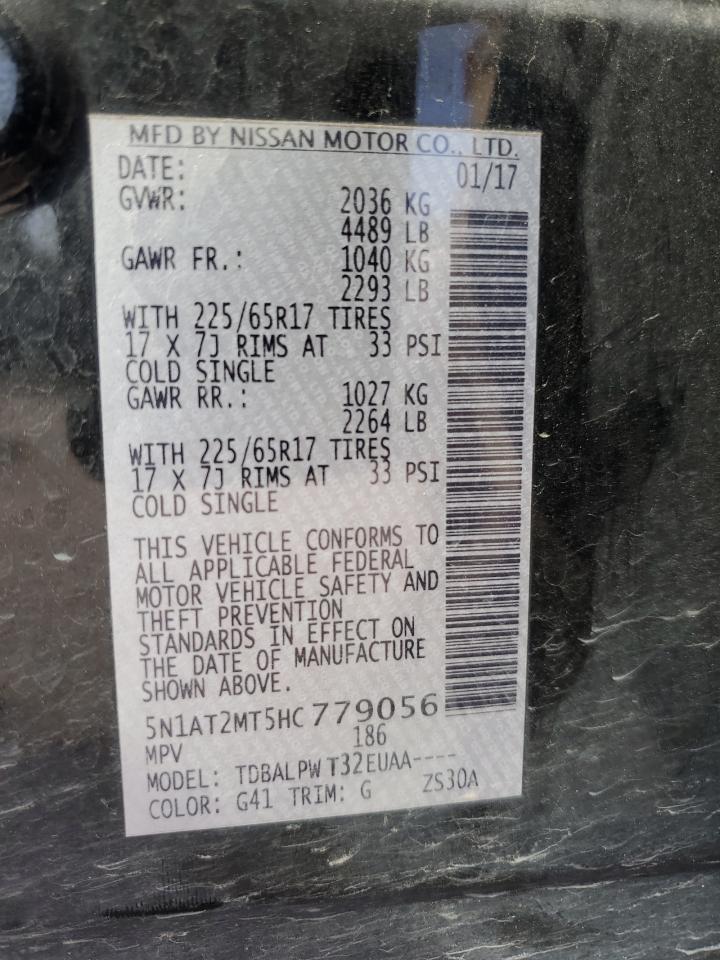 MFD BY NISSAN MOTOR CO., LTD.
DATE: 01/17
GVWR: 2036 KG
4489 LB
GAWR FR.: 1040 KG
2293 LB
WITH 225/65R17 TIRES
17 X 7J RIMS AT 33 PSI
COLD SINGLE
GAWR RR.: 1027 KG
2264 LB
WITH 225/65R17 TIRES
17 X 7J RIMS AT 33 PSI
COLD SINGLE
THIS VEHICLE CONFORMS TO
ALL APPLICABLE FEDERAL
MOTOR VEHICLE SAFETY AND
THEFT PREVENTION
STANDARDS IN EFFECT ON
THE DATE OF MANUFACTURE
SHOWN ABOVE.
5N1AT2MT5HC779056
MPV 186
MODEL: TDBALPW T32EUAA----
COLOR: G41 TRIM: G ZS30A